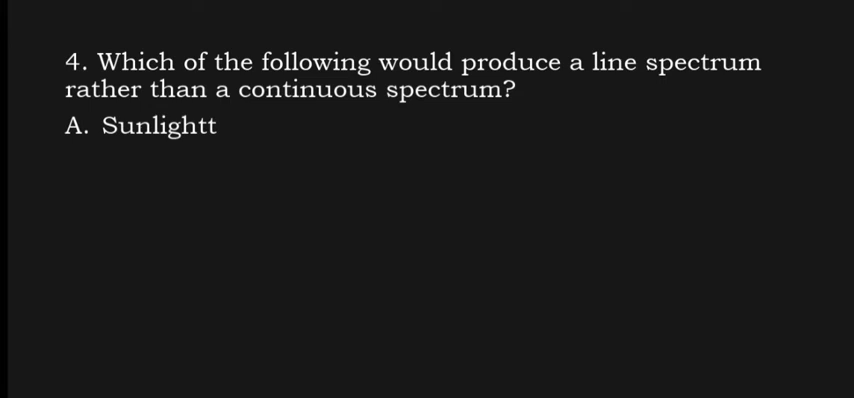 4. Which of the following would produce a line spectrum
rather than a continuous spectrum?
A. Sunlightt